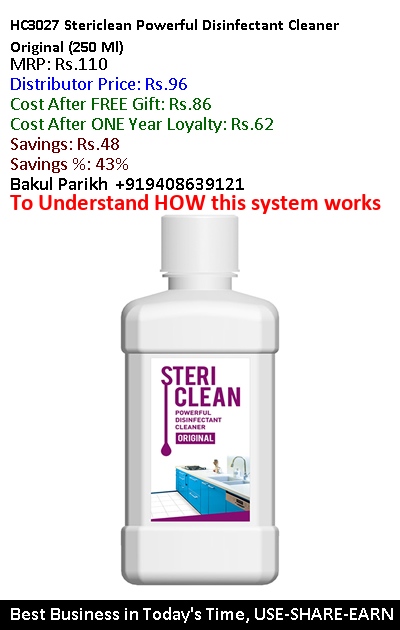 HC3027 Stericlean Powerful Disinfectant Cleaner
Original (250 Ml)
MRP: Rs.110
Distributor Price: Rs.96
Cost After FREE Gift: Rs.86
Cost After ONE Year Loyalty: Rs.62
Savings: Rs.48
Savings %: 43%
Bakul Parikh +919408639121
To Understand HOW this system works
STERI
CLEAN
POWERFUL
DISINFECTANT
CLEANER
ORIGINAL
Best Business in Today's Time, USE-SHARE-EARN